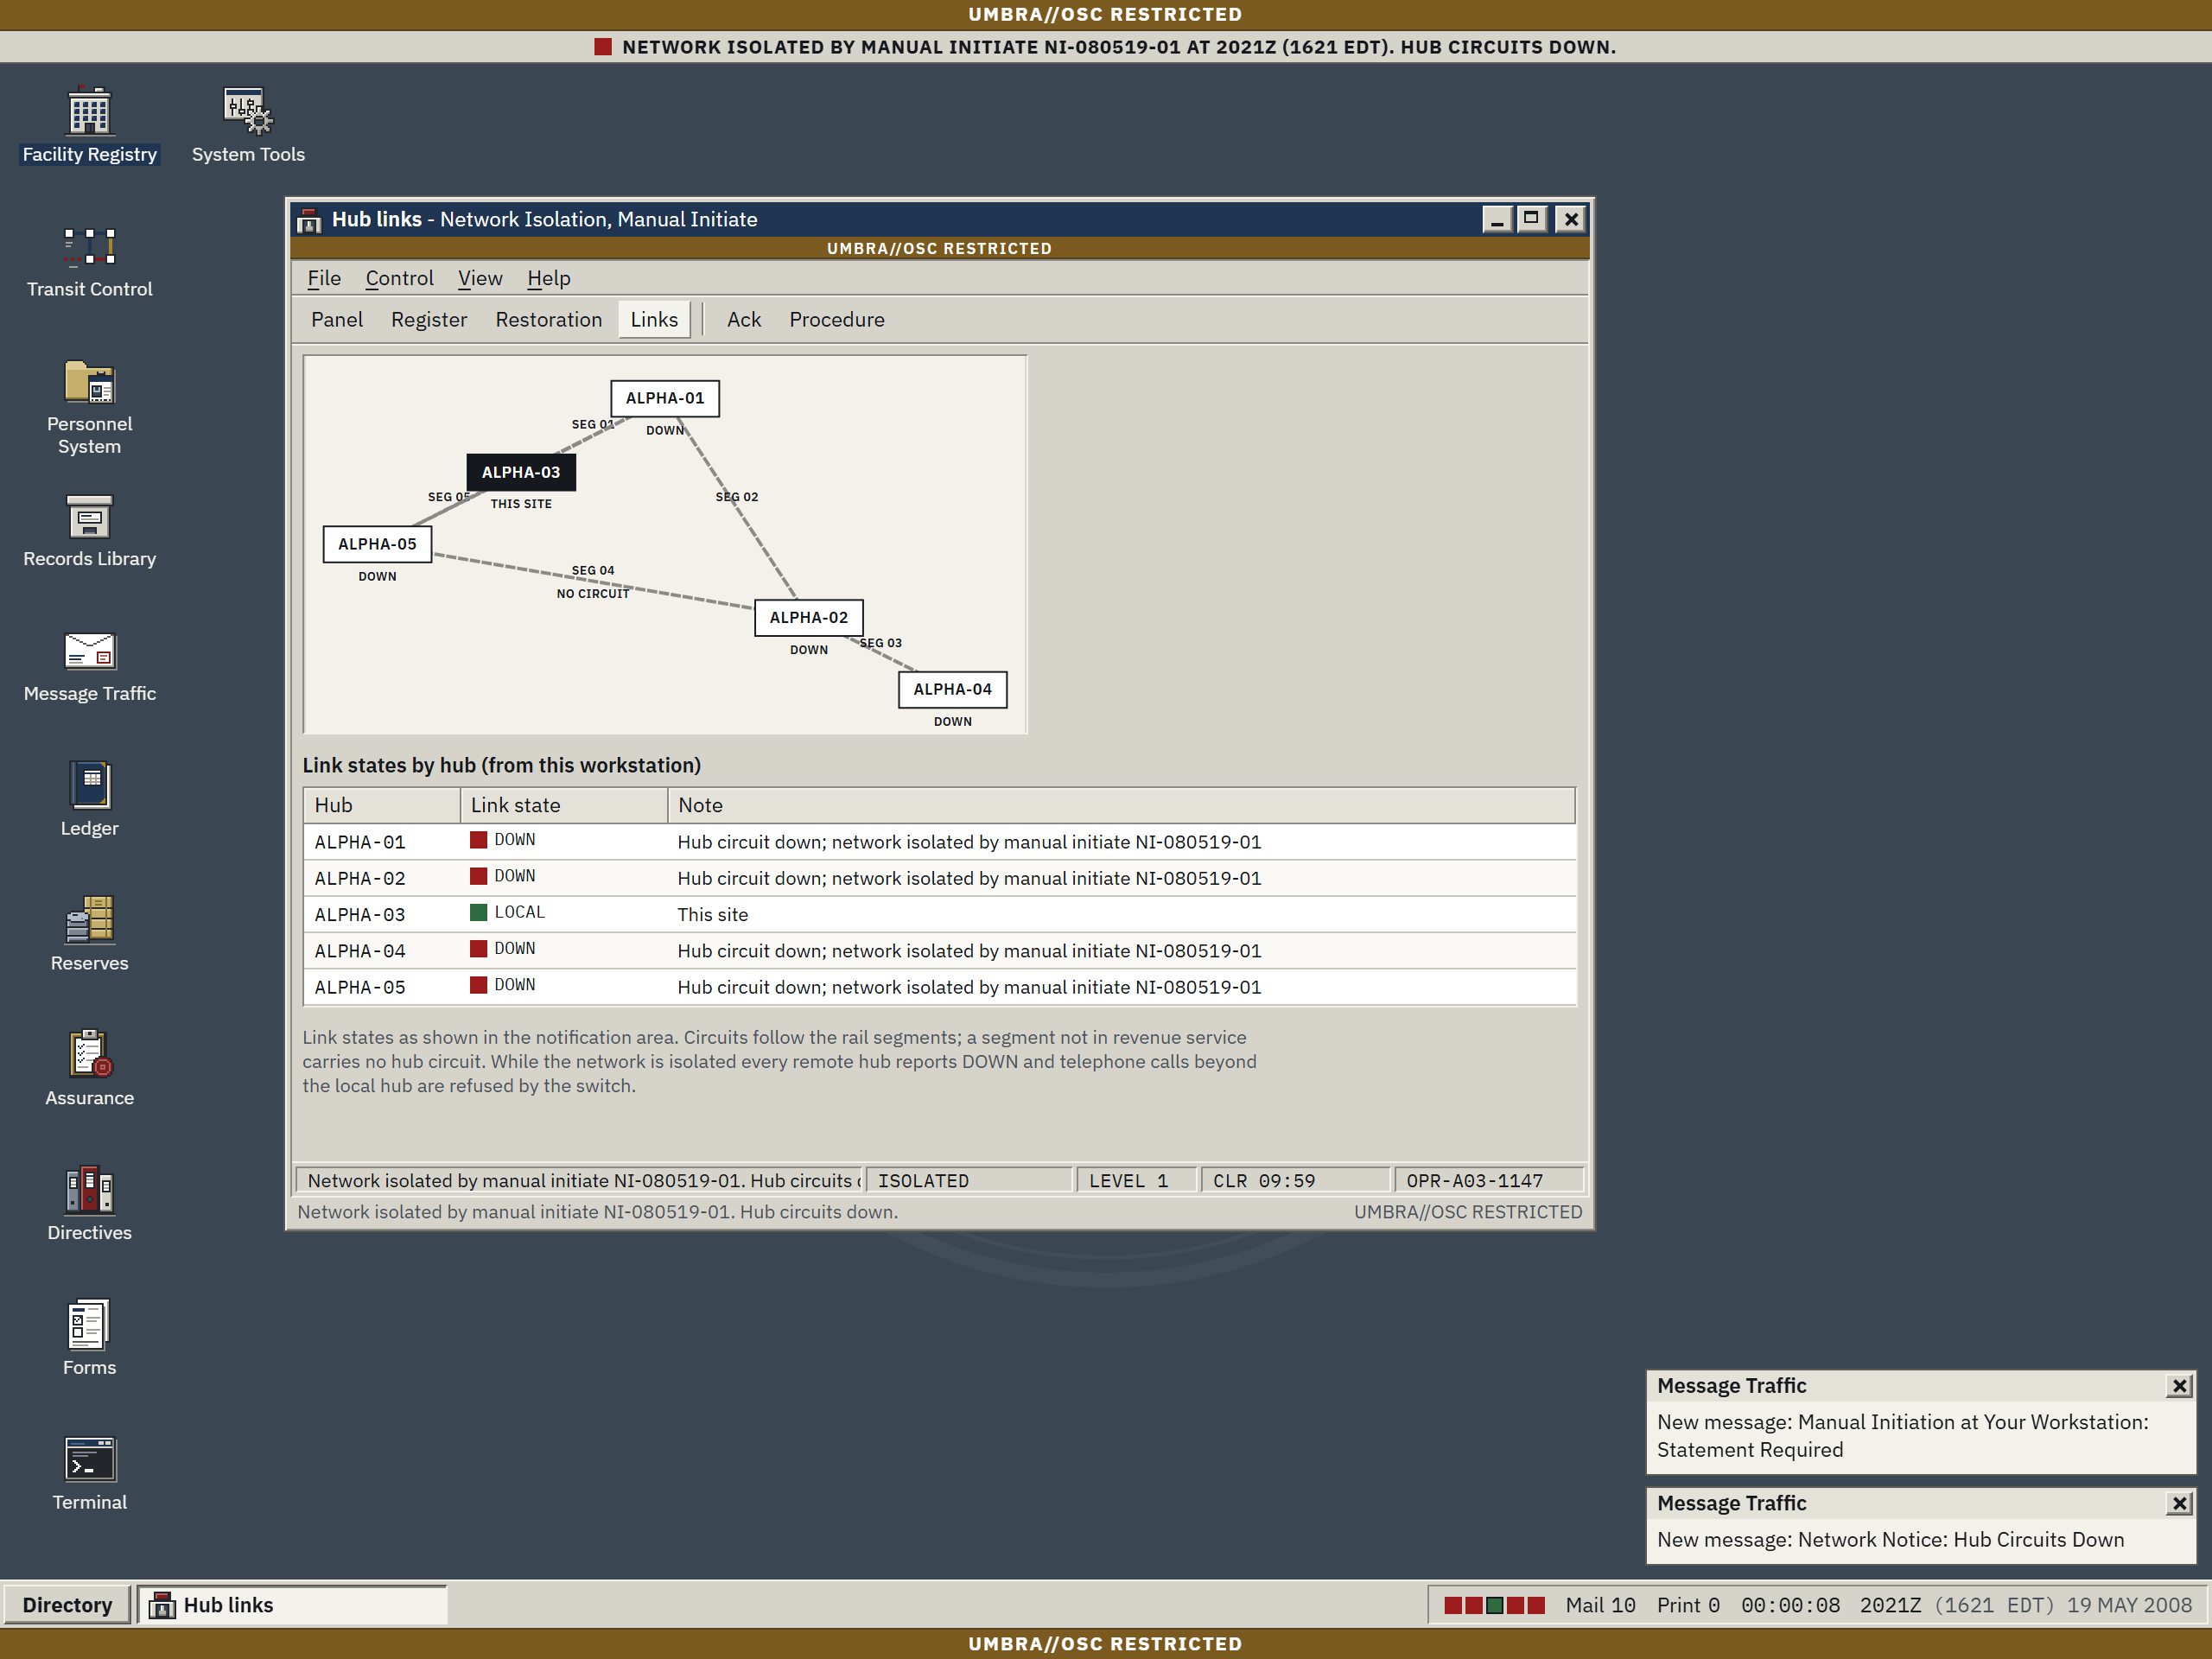 UMBRA//OSC RESTRICTED
NETWORK ISOLATED BY MANUAL INITIATE NI-080519-01 AT 2021Z (1621 EDT). HUB CIRCUITS DOWN.
Facility Registry
System Tools
Transit Control
Personnel
System
Records Library
Message Traffic
Ledger
Reserves
Assurance
Directives
Forms
Terminal
Hub links - Network Isolation, Manual Initiate
UMBRA//OSC RESTRICTED
File Control View Help
Panel Register Restoration Links Ack Procedure
ALPHA-01
SEG 01
DOWN
ALPHA-03
SEG 05
THIS SITE
SEG 02
ALPHA-05
DOWN
SEG 04
NO CIRCUIT
ALPHA-02
DOWN
SEG 03
ALPHA-04
DOWN
Link states by hub (from this workstation)
Hub Link state Note
ALPHA-01 DOWN Hub circuit down; network isolated by manual initiate NI-080519-01
ALPHA-02 DOWN Hub circuit down; network isolated by manual initiate NI-080519-01
ALPHA-03 LOCAL This site
ALPHA-04 DOWN Hub circuit down; network isolated by manual initiate NI-080519-01
ALPHA-05 DOWN Hub circuit down; network isolated by manual initiate NI-080519-01
Link states as shown in the notification area. Circuits follow the rail segments; a segment not in revenue service
carries no hub circuit. While the network is isolated every remote hub reports DOWN and telephone calls beyond
the local hub are refused by the switch.
Network isolated by manual initiate NI-080519-01. Hub circuits ISOLATED LEVEL 1 CLR 09:59 OPR-A03-1147
Network isolated by manual initiate NI-080519-01. Hub circuits down. UMBRA//OSC RESTRICTED
Message Traffic
New message: Manual Initiation at Your Workstation:
Statement Required
Message Traffic
New message: Network Notice: Hub Circuits Down
Directory Hub links Mail 10 Print 0 00:00:08 2021Z (1621 EDT) 19 MAY 2008
UMBRA//OSC RESTRICTED